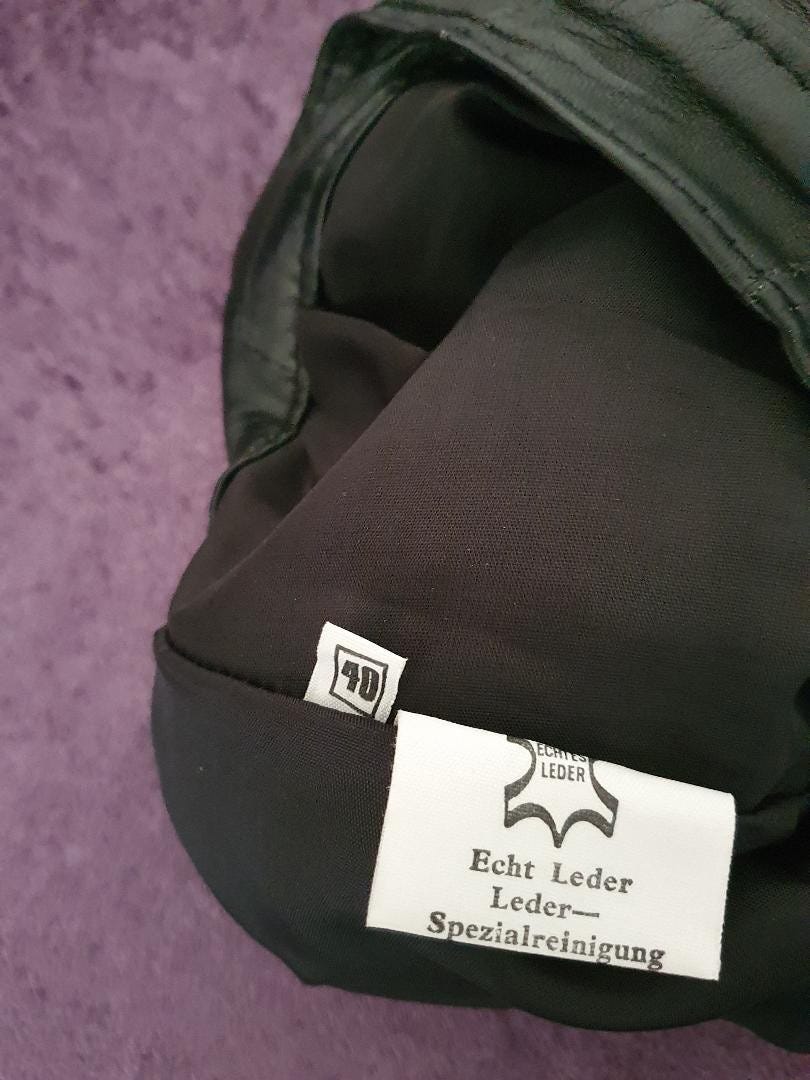 40
ECHTES
LEDER
Echt Leder
Leder—
Spezialreinigung